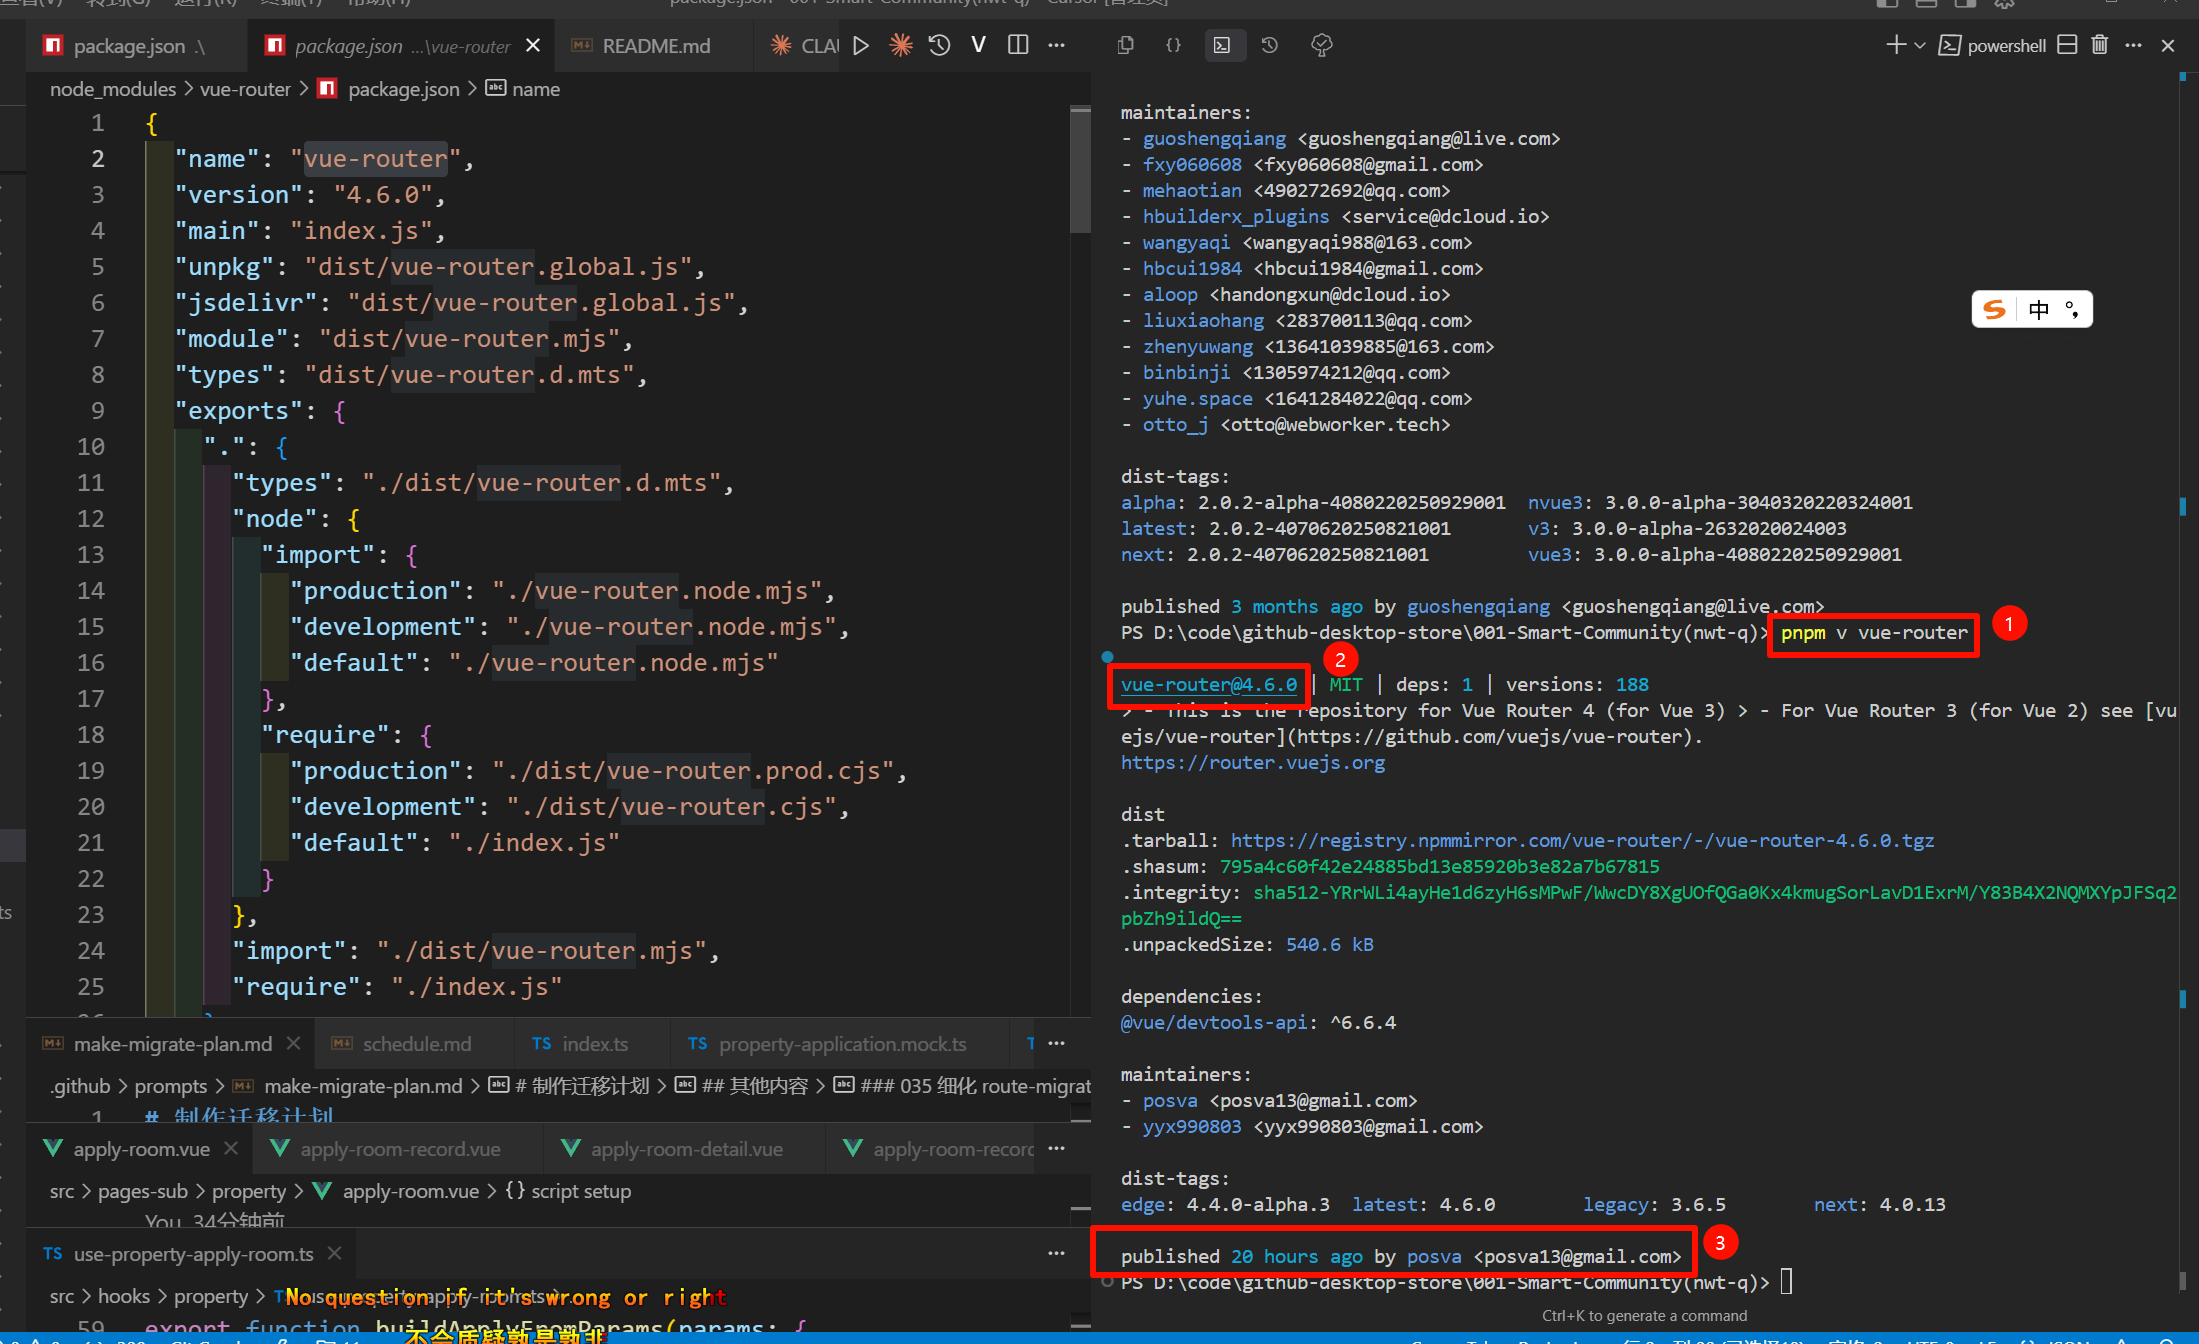 package.json - 001-Smart-Community(nwt-q) - Cursor [管理员]
package.json .\
package.json ...\vue-router
README.md
powershell
node_modules > vue-router > package.json > name
1 {
2 "name": "vue-router",
3 "version": "4.6.0",
4 "main": "index.js",
5 "unpkg": "dist/vue-router.global.js",
6 "jsdelivr": "dist/vue-router.global.js",
7 "module": "dist/vue-router.mjs",
8 "types": "dist/vue-router.d.mts",
9 "exports": {
10 ".": {
11 "types": "./dist/vue-router.d.mts",
12 "node": {
13 "import": {
14 "production": "./vue-router.node.mjs",
15 "development": "./vue-router.node.mjs",
16 "default": "./vue-router.node.mjs"
17 },
18 "require": {
19 "production": "./dist/vue-router.prod.cjs",
20 "development": "./dist/vue-router.cjs",
21 "default": "./index.js"
22 }
23 },
24 "import": "./dist/vue-router.mjs",
25 "require": "./index.js"
make-migrate-plan.md
schedule.md
TS index.ts
TS property-application.mock.ts
.github > prompts > make-migrate-plan.md > # 制作迁移计划 > ## 其他内容 > ### 035 细化 route-migrat
1 # 制作迁移计划
apply-room.vue
apply-room-record.vue
apply-room-detail.vue
apply-room-record
src > pages-sub > property > apply-room.vue > {} script setup
You, 34分钟前
TS use-property-apply-room.ts
src > hooks > property >
No question if it's wrong or right
59 export function buildApplyFromParams(params: {
不会质疑孰是孰非
maintainers:
- guoshengqiang <guoshengqiang@live.com>
- fxy060608 <fxy060608@gmail.com>
- mehaotian <490272692@qq.com>
- hbuilderx_plugins <service@dcloud.io>
- wangyaqi <wangyaqi988@163.com>
- hbcui1984 <hbcui1984@gmail.com>
- aloop <handongxun@dcloud.io>
- liuxiaohang <283700113@qq.com>
- zhenyuwang <13641039885@163.com>
- binbinji <1305974212@qq.com>
- yuhe.space <1641284022@qq.com>
- otto_j <otto@webworker.tech>
中 °,
dist-tags:
alpha: 2.0.2-alpha-4080220250929001 nvue3: 3.0.0-alpha-3040320220324001
latest: 2.0.2-4070620250821001 v3: 3.0.0-alpha-2632020024003
next: 2.0.2-4070620250821001 vue3: 3.0.0-alpha-4080220250929001
published 3 months ago by guoshengqiang <guoshengqiang@live.com>
PS D:\code\github-desktop-store\001-Smart-Community(nwt-q)> pnpm v vue-router
1
2
vue-router@4.6.0 | MIT | deps: 1 | versions: 188
> - This is the repository for Vue Router 4 (for Vue 3) > - For Vue Router 3 (for Vue 2) see [vu
ejs/vue-router](https://github.com/vuejs/vue-router).
https://router.vuejs.org
dist
.tarball: https://registry.npmmirror.com/vue-router/-/vue-router-4.6.0.tgz
.shasum: 795a4c60f42e24885bd13e85920b3e82a7b67815
.integrity: sha512-YRrWLi4ayHe1d6zyH6sMPwF/WwcDY8XgUOfQGa0Kx4kmugSorLavD1ExrM/Y83B4X2NQMXYpJFSq2
pbZh9ildQ==
.unpackedSize: 540.6 kB
dependencies:
@vue/devtools-api: ^6.6.4
maintainers:
- posva <posva13@gmail.com>
- yyx990803 <yyx990803@gmail.com>
dist-tags:
edge: 4.4.0-alpha.3 latest: 4.6.0 legacy: 3.6.5 next: 4.0.13
published 20 hours ago by posva <posva13@gmail.com>
3
PS D:\code\github-desktop-store\001-Smart-Community(nwt-q)>
Ctrl+K to generate a command